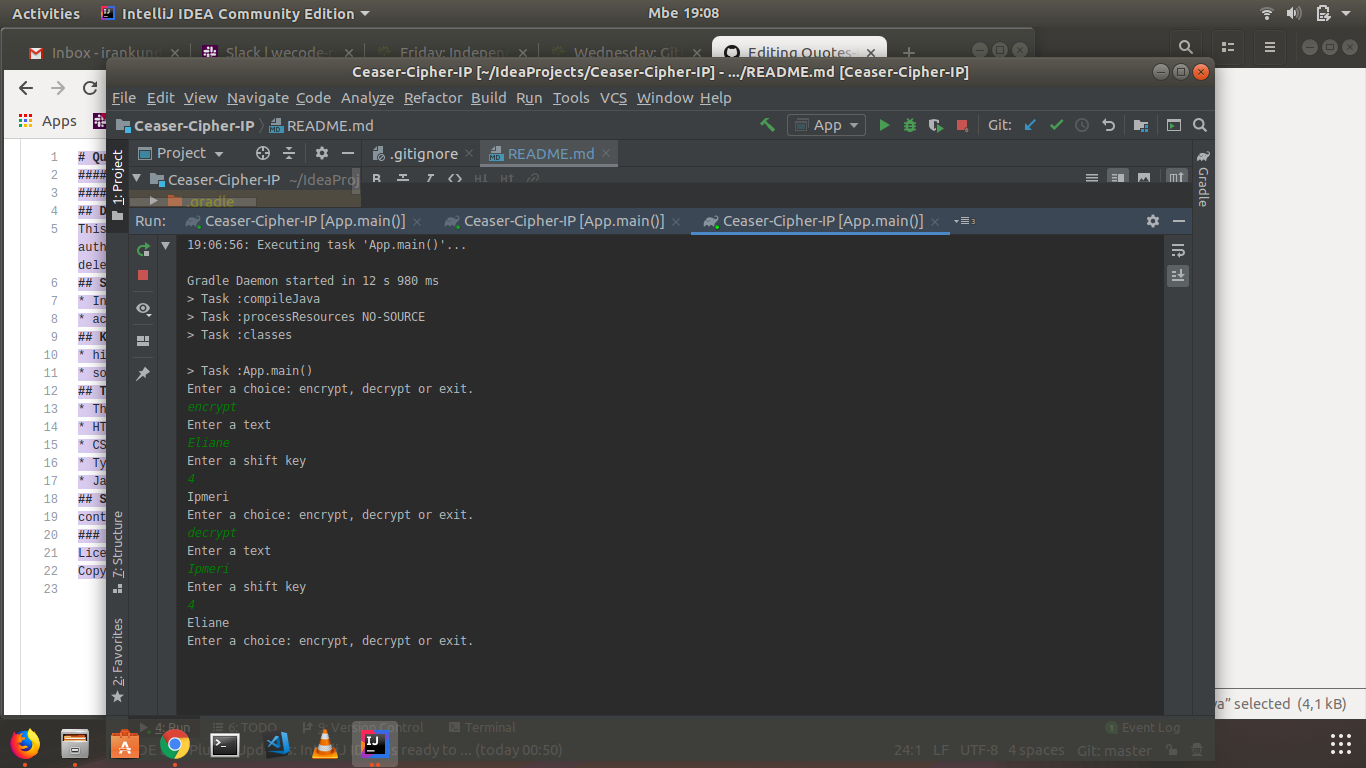 Activities IntelliJ IDEA Community Edition Mbe 19:08
Inbox - irankun Slack | wecode- Friday: Indepen Wednesday: Git Editing Quotes-
Ceaser-Cipher-IP [~/IdeaProjects/Ceaser-Cipher-IP] - .../README.md [Ceaser-Cipher-IP]
File Edit View Navigate Code Analyze Refactor Build Run Tools VCS Window Help
Apps
Ceaser-Cipher-IP README.md App Git:
Project .gitignore README.md
Ceaser-Cipher-IP ~/IdeaProj
.gradle
1: Project
Gradle
Run: Ceaser-Cipher-IP [App.main()] Ceaser-Cipher-IP [App.main()] Ceaser-Cipher-IP [App.main()] 3
19:06:56: Executing task 'App.main()'...
Gradle Daemon started in 12 s 980 ms
> Task :compileJava
> Task :processResources NO-SOURCE
> Task :classes
> Task :App.main()
Enter a choice: encrypt, decrypt or exit.
encrypt
Enter a text
Eliane
Enter a shift key
4
Ipmeri
Enter a choice: encrypt, decrypt or exit.
decrypt
Enter a text
Ipmeri
Enter a shift key
4
Eliane
Enter a choice: encrypt, decrypt or exit.
7: Structure
2: Favorites
1 # Qu
2 ####
3 ####
4 ## D
5 This
auth
dele
6 ## S
7 * In
8 * ac
9 ## K
10 * hi
11 * so
12 ## T
13 * Th
14 * HT
15 * CS
16 * Ty
17 * Ja
18 ## S
19 cont
20 ###
21 Lice
22 Copy
23
va" selected (4,1 kB)
4: Run 6: TODO 9: Version Control Terminal 1 Event Log
is ready to ... (today 00:50) 24:1 LF UTF-8 4 spaces Git: master